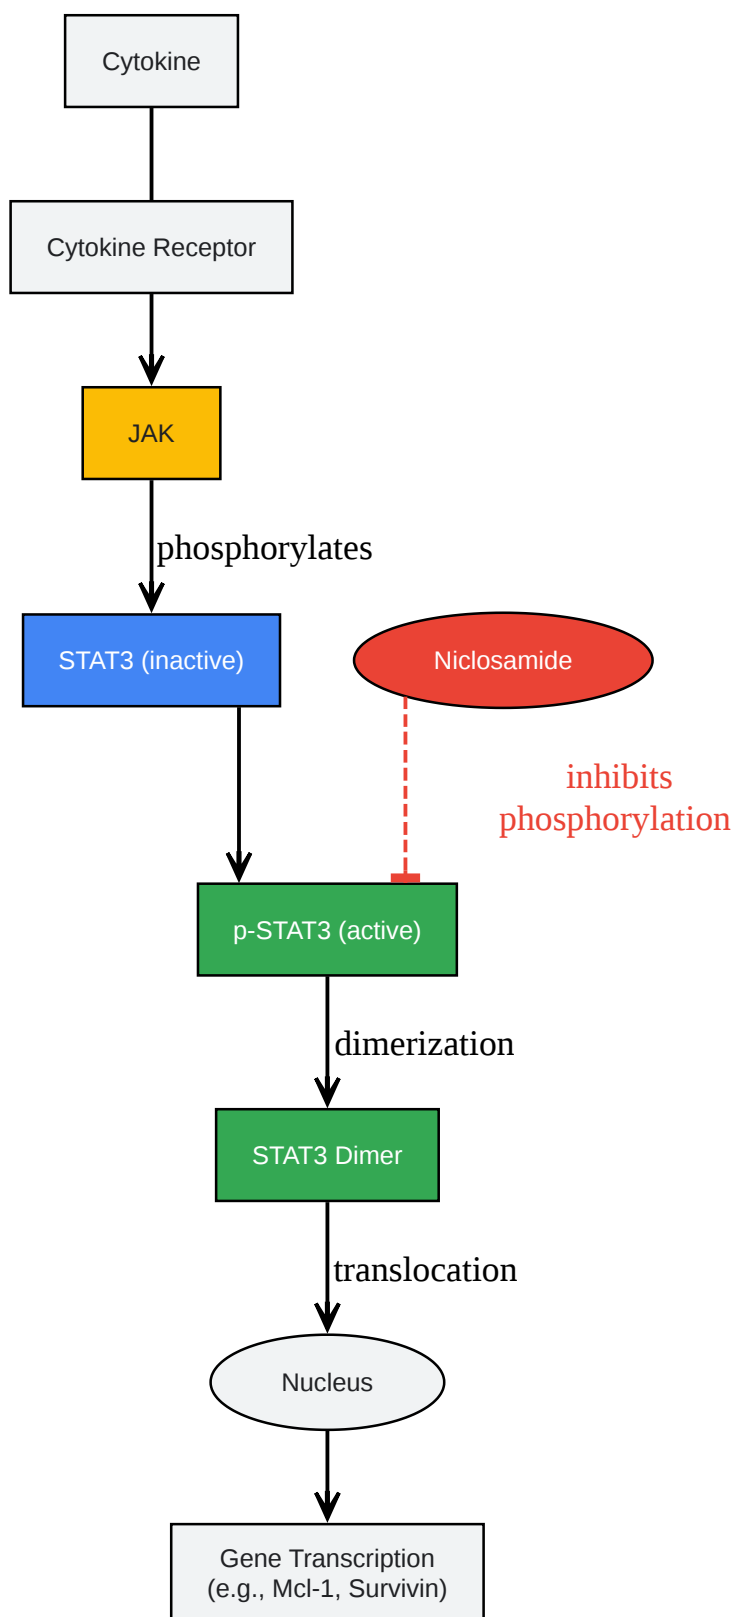 Cytokine
Cytokine Receptor
JAK
phosphorylates
STAT3 (inactive)
Niclosamide
inhibits
phosphorylation
p-STAT3 (active)
dimerization
STAT3 Dimer
translocation
Nucleus
Gene Transcription
(e.g., Mcl-1, Survivin)